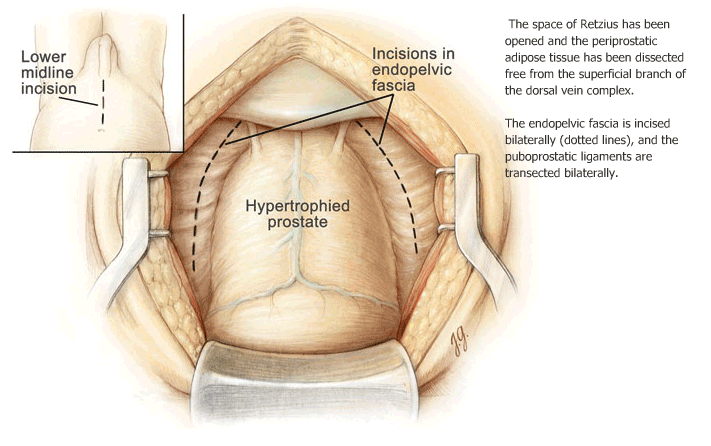 Lower
midline
incision
Incisions in
endopelvic
fascia
Hypertrophied
prostate
J.G.
The space of Retzius has been
opened and the periprostatic
adipose tissue has been dissected
free from the superficial branch of
the dorsal vein complex.
The endopelvic fascia is incised
bilaterally (dotted lines), and the
puboprostatic ligaments are
transected bilaterally.